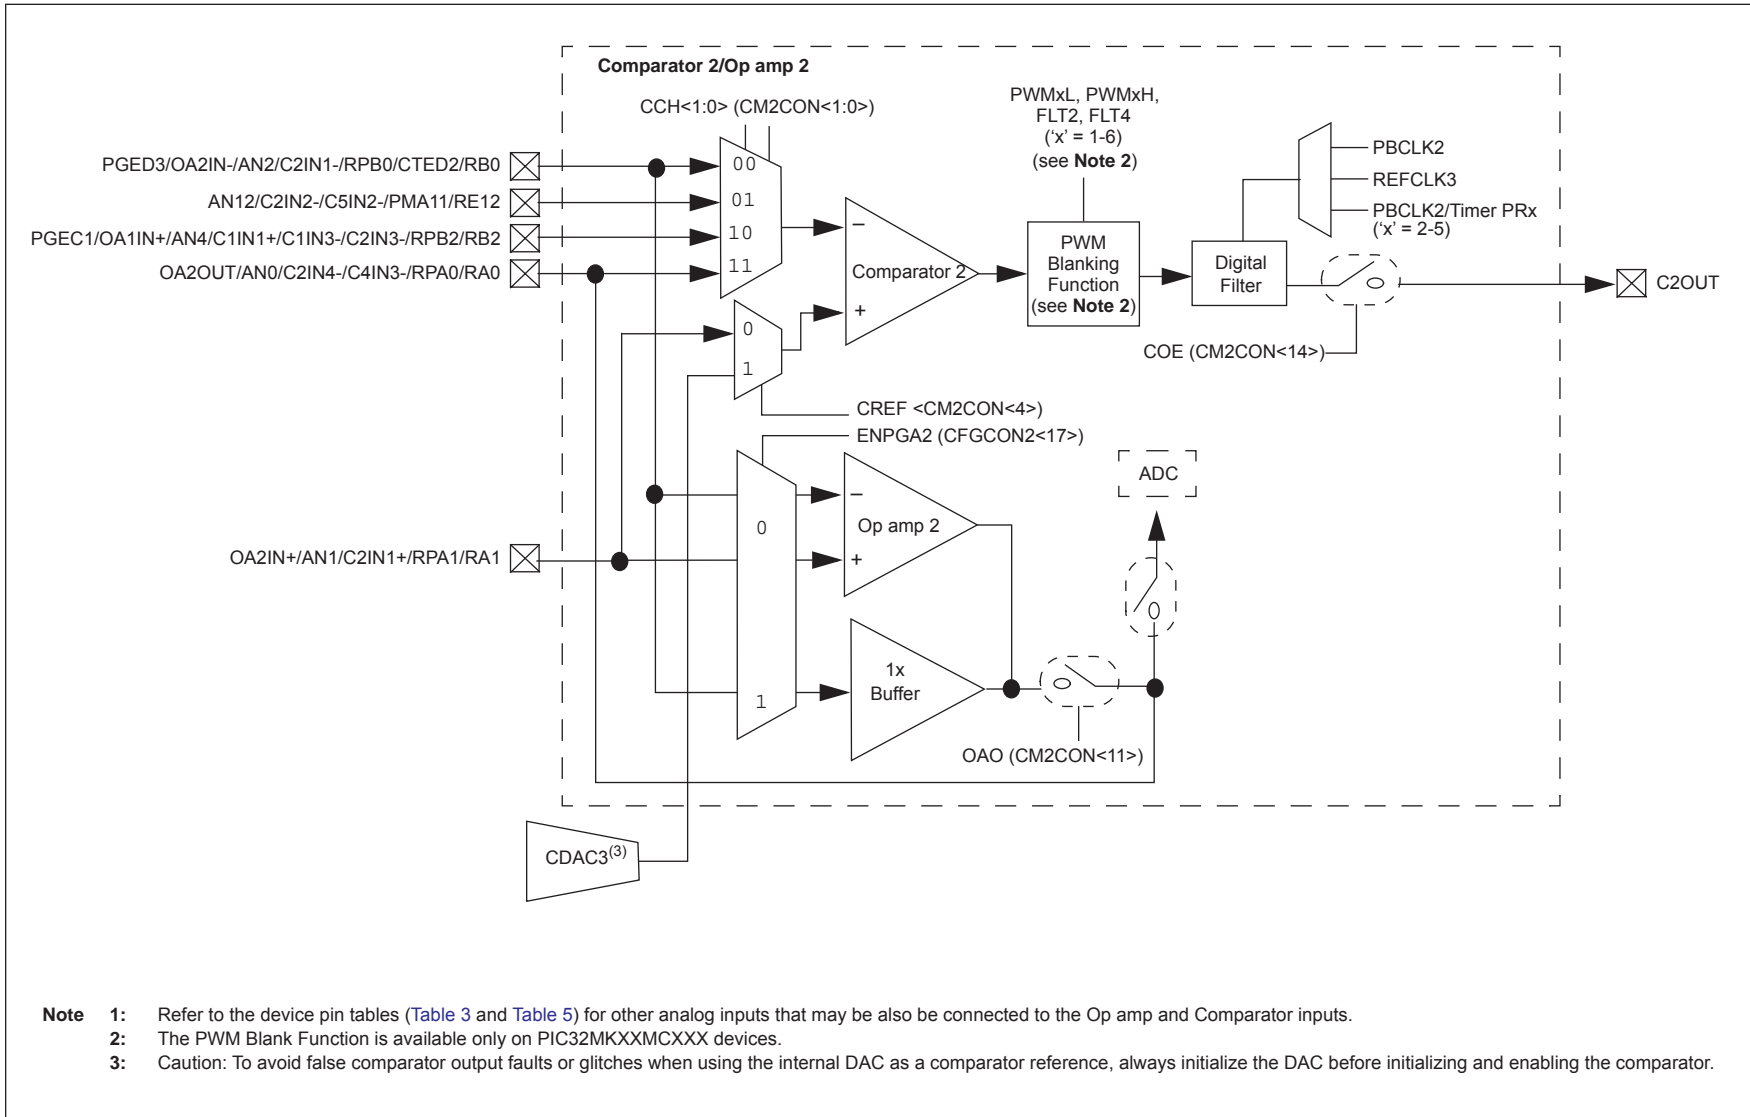 Comparator 2/Op amp 2
CCH<1:0> (CM2CON<1:0>)
PWMxL, PWMxH,
FLT2, FLT4
(‘x’ = 1-6)
(see Note 2)
PGED3/OA2IN-/AN2/C2IN1-/RPB0/CTED2/RB0
AN12/C2IN2-/C5IN2-/PMA11/RE12
PGEC1/OA1IN+/AN4/C1IN1+/C1IN3-/C2IN3-/RPB2/RB2
OA2OUT/AN0/C2IN4-/C4IN3-/RPA0/RA0
00
01
10
11
–
Comparator 2
+
PWM
Blanking
Function
(see Note 2)
Digital
Filter
PBCLK2
REFCLK3
PBCLK2/Timer PRx
(‘x’ = 2-5)
C2OUT
COE (CM2CON<14>)
0
1
CREF <CM2CON<4>)
ENPGA2 (CFGCON2<17>)
ADC
0
–
Op amp 2
+
OA2IN+/AN1/C2IN1+/RPA1/RA1
1
1x
Buffer
OAO (CM2CON<11>)
CDAC3(3)
Note 1: Refer to the device pin tables (Table 3 and Table 5) for other analog inputs that may be also be connected to the Op amp and Comparator inputs.
2: The PWM Blank Function is available only on PIC32MKXXMCXXX devices.
3: Caution: To avoid false comparator output faults or glitches when using the internal DAC as a comparator reference, always initialize the DAC before initializing and enabling the comparator.